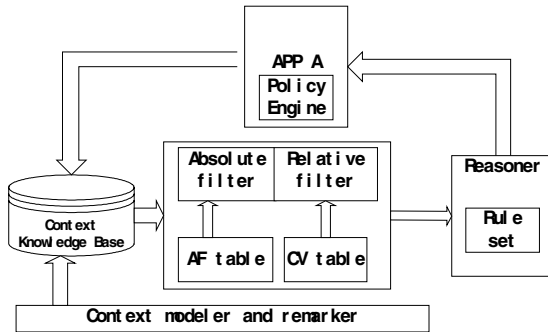 APP A
Policy
Engine
Absolute
filter
Relative
filter
Reasoner
Context
Knowledge Base
Rule
set
AF table
CV table
Context modeler and remarker